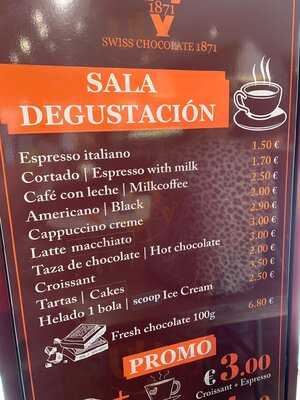 1871
SWISS CHOCOLATE 1871
SALA
DEGUSTACIÓN
Espresso italiano 1.50 €
Cortado | Espresso with milk 1.70 €
Café con leche | Milkcoffee 2.50 €
Americano | Black 2.00 €
Cappuccino creme 2.90 €
Latte macchiato 3.00 €
Taza de chocolate | Hot chocolate 3.00 €
Croissant 2.00 €
Tartas | Cakes 3.50 €
Helado 1 bola | scoop Ice Cream 2.50 €
Fresh chocolate 100g 6.80 €
PROMO
€ 3.00
Croissant + Espresso